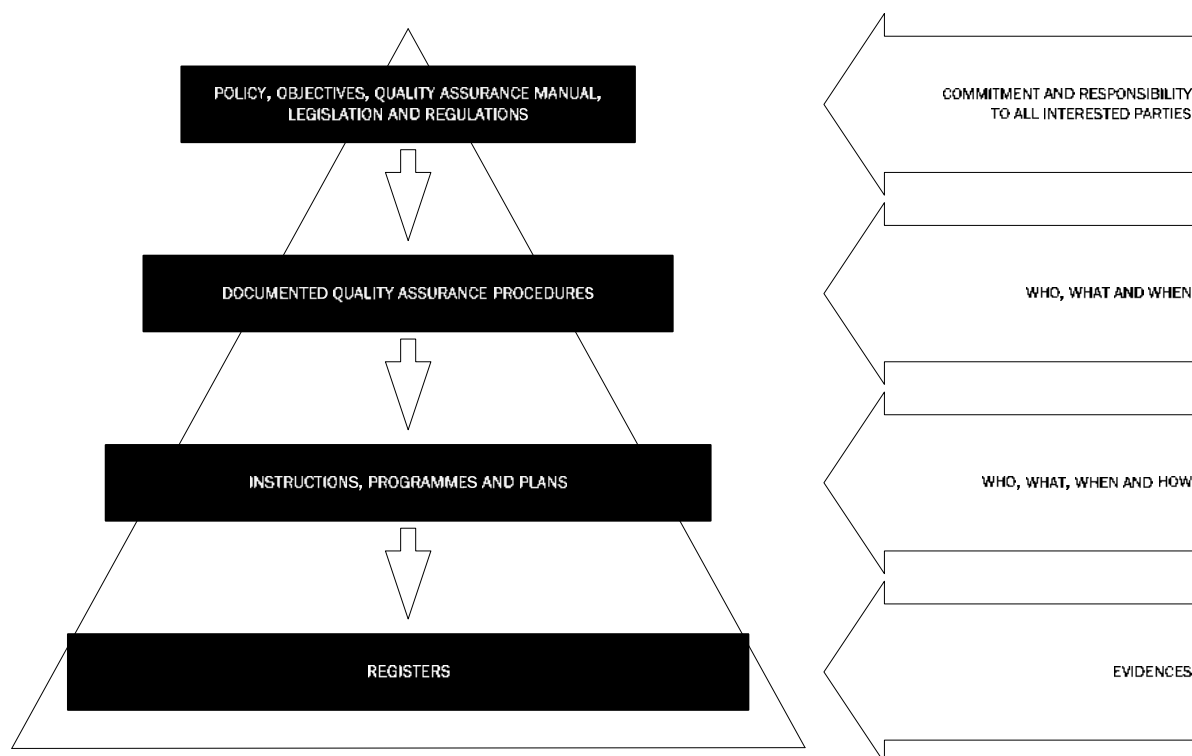 POLICY, OBJECTIVES, QUALITY ASSURANCE MANUAL,
LEGISLATION AND REGULATIONS
COMMITMENT AND RESPONSIBILITY
TO ALL INTERESTED PARTIES
DOCUMENTED QUALITY ASSURANCE PROCEDURES
WHO, WHAT AND WHEN
INSTRUCTIONS, PROGRAMMES AND PLANS
WHO, WHAT, WHEN AND HOW
REGISTERS
EVIDENCES